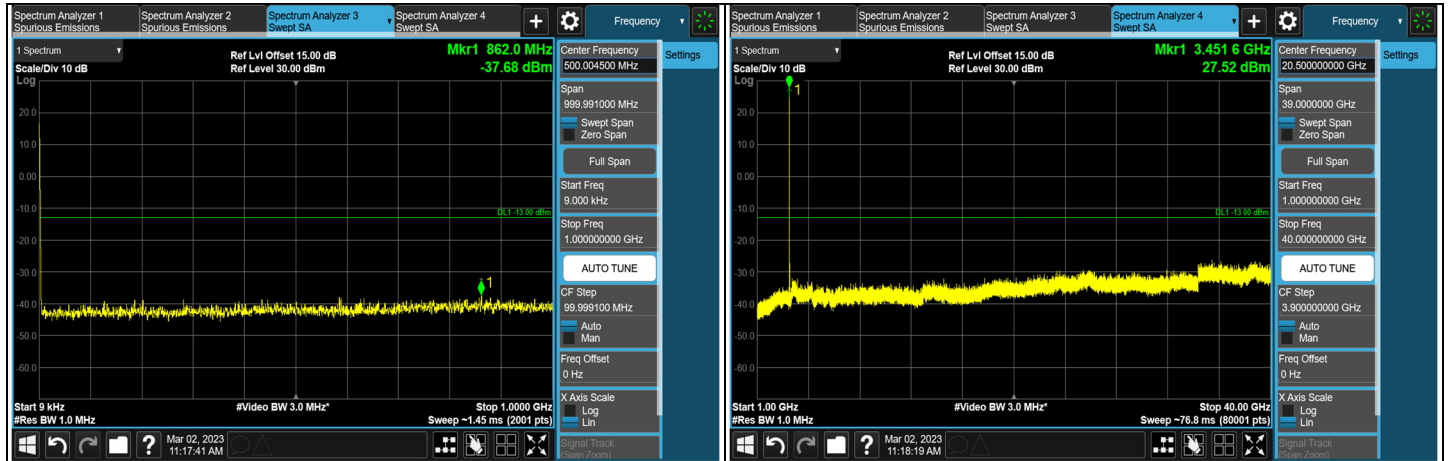 Spectrum Analyzer 1
Spurious Emissions
Spectrum Analyzer 2
Spurious Emissions
Spectrum Analyzer 3
Swept SA
Spectrum Analyzer 4
Swept SA
+
Frequency
1 Spectrum
Scale/Div 10 dB
Log
Ref Lvl Offset 15.00 dB
Ref Level 30.00 dBm
Mkr1 862.0 MHz
-37.68 dBm
20.0
10.0
0.00
-10.0
-20.0
-30.0
-40.0
-50.0
-60.0
DL1 -13.00 dBm
1
Start 9 kHz
#Res BW 1.0 MHz
#Video BW 3.0 MHz*
Stop 1.0000 GHz
Sweep ~1.45 ms (2001 pts)
Center Frequency
500.004500 MHz
Settings
Span
999.991000 MHz
Swept Span
Zero Span
Full Span
Start Freq
9.000 kHz
Stop Freq
1.000000000 GHz
AUTO TUNE
CF Step
99.999100 MHz
Auto
Man
Freq Offset
0 Hz
X Axis Scale
Log
Lin
Signal Track
(Span Zoom)
?
Mar 02, 2023
11:17:41 AM
Spectrum Analyzer 1
Spurious Emissions
Spectrum Analyzer 2
Spurious Emissions
Spectrum Analyzer 3
Swept SA
Spectrum Analyzer 4
Swept SA
+
Frequency
1 Spectrum
Scale/Div 10 dB
Log
Ref Lvl Offset 15.00 dB
Ref Level 30.00 dBm
Mkr1 3.451 6 GHz
27.52 dBm
20.0
10.0
0.00
-10.0
-20.0
-30.0
-40.0
-50.0
-60.0
DL1 -13.00 dBm
1
Start 1.00 GHz
#Res BW 1.0 MHz
#Video BW 3.0 MHz*
Stop 40.00 GHz
Sweep ~76.8 ms (80001 pts)
Center Frequency
20.500000000 GHz
Settings
Span
39.0000000 GHz
Swept Span
Zero Span
Full Span
Start Freq
1.000000000 GHz
Stop Freq
40.000000000 GHz
AUTO TUNE
CF Step
3.900000000 GHz
Auto
Man
Freq Offset
0 Hz
X Axis Scale
Log
Lin
Signal Track
(Span Zoom)
?
Mar 02, 2023
11:18:19 AM